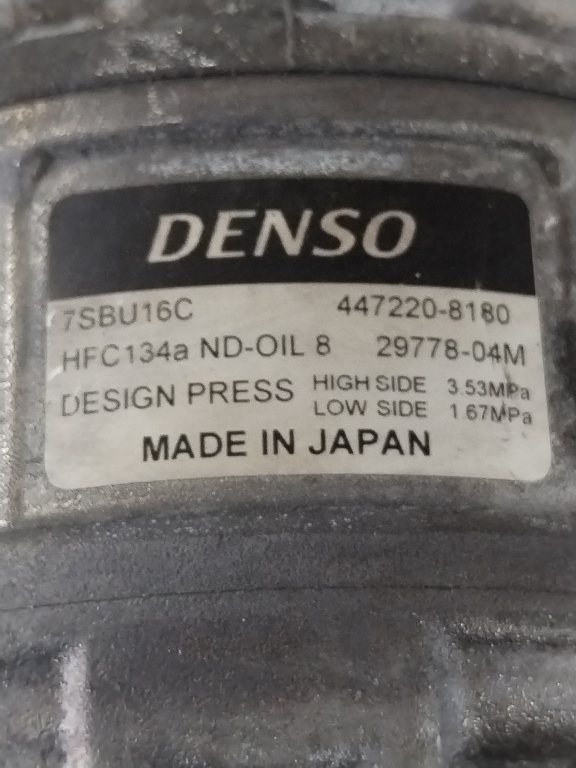 DENSO
7SBU16C 447220-8180
HFC134a ND-OIL 8 29778-04M
DESIGN PRESS HIGH SIDE 3.53MPa
LOW SIDE 1.67MPa
MADE IN JAPAN